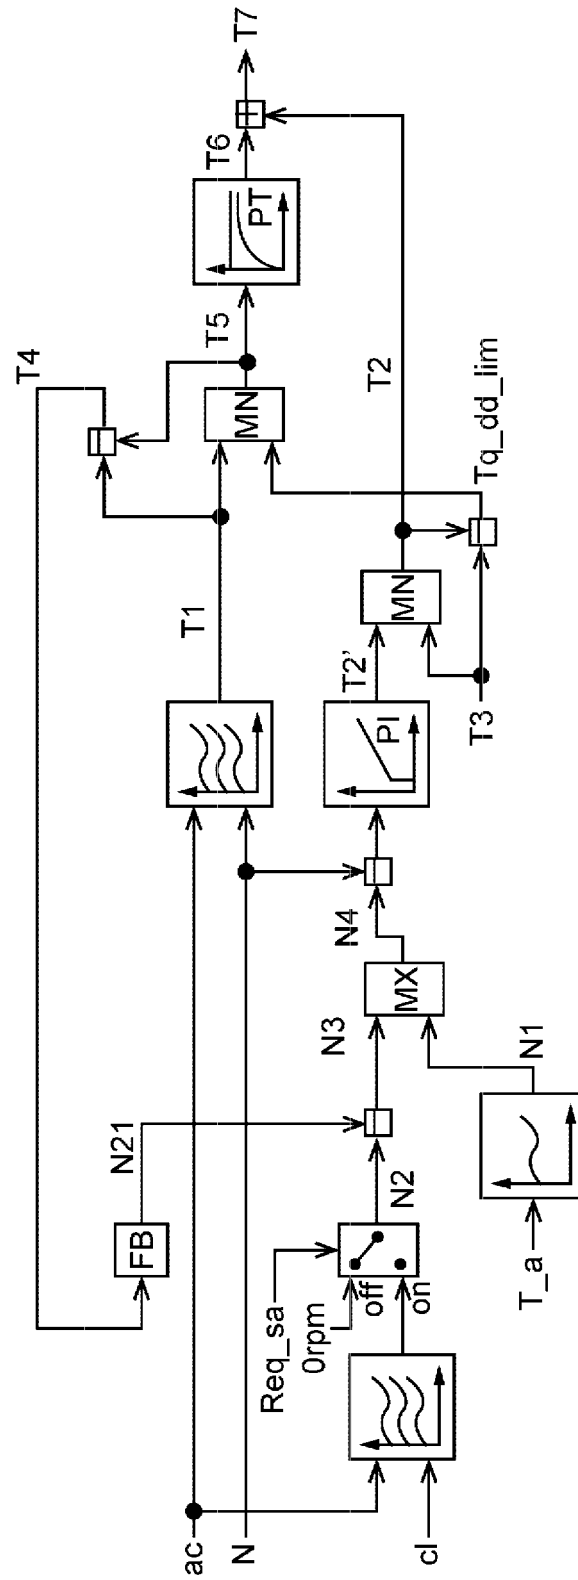 T4
T7
T6
PT
T5
MN
T1
T2
Tq_dd_lim
MN
T2'
T3
PI
N4
MX
N3
N1
N21
FB
N2
Req_sa
0rpm
off
on
T_a
ac
N
cl